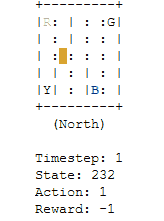 +---------+
|R: | : :G|
| : | : : |
| : : : : |
| | : | : |
|Y| : |B: |
+---------+
(North)
Timestep: 1
State: 232
Action: 1
Reward: -1